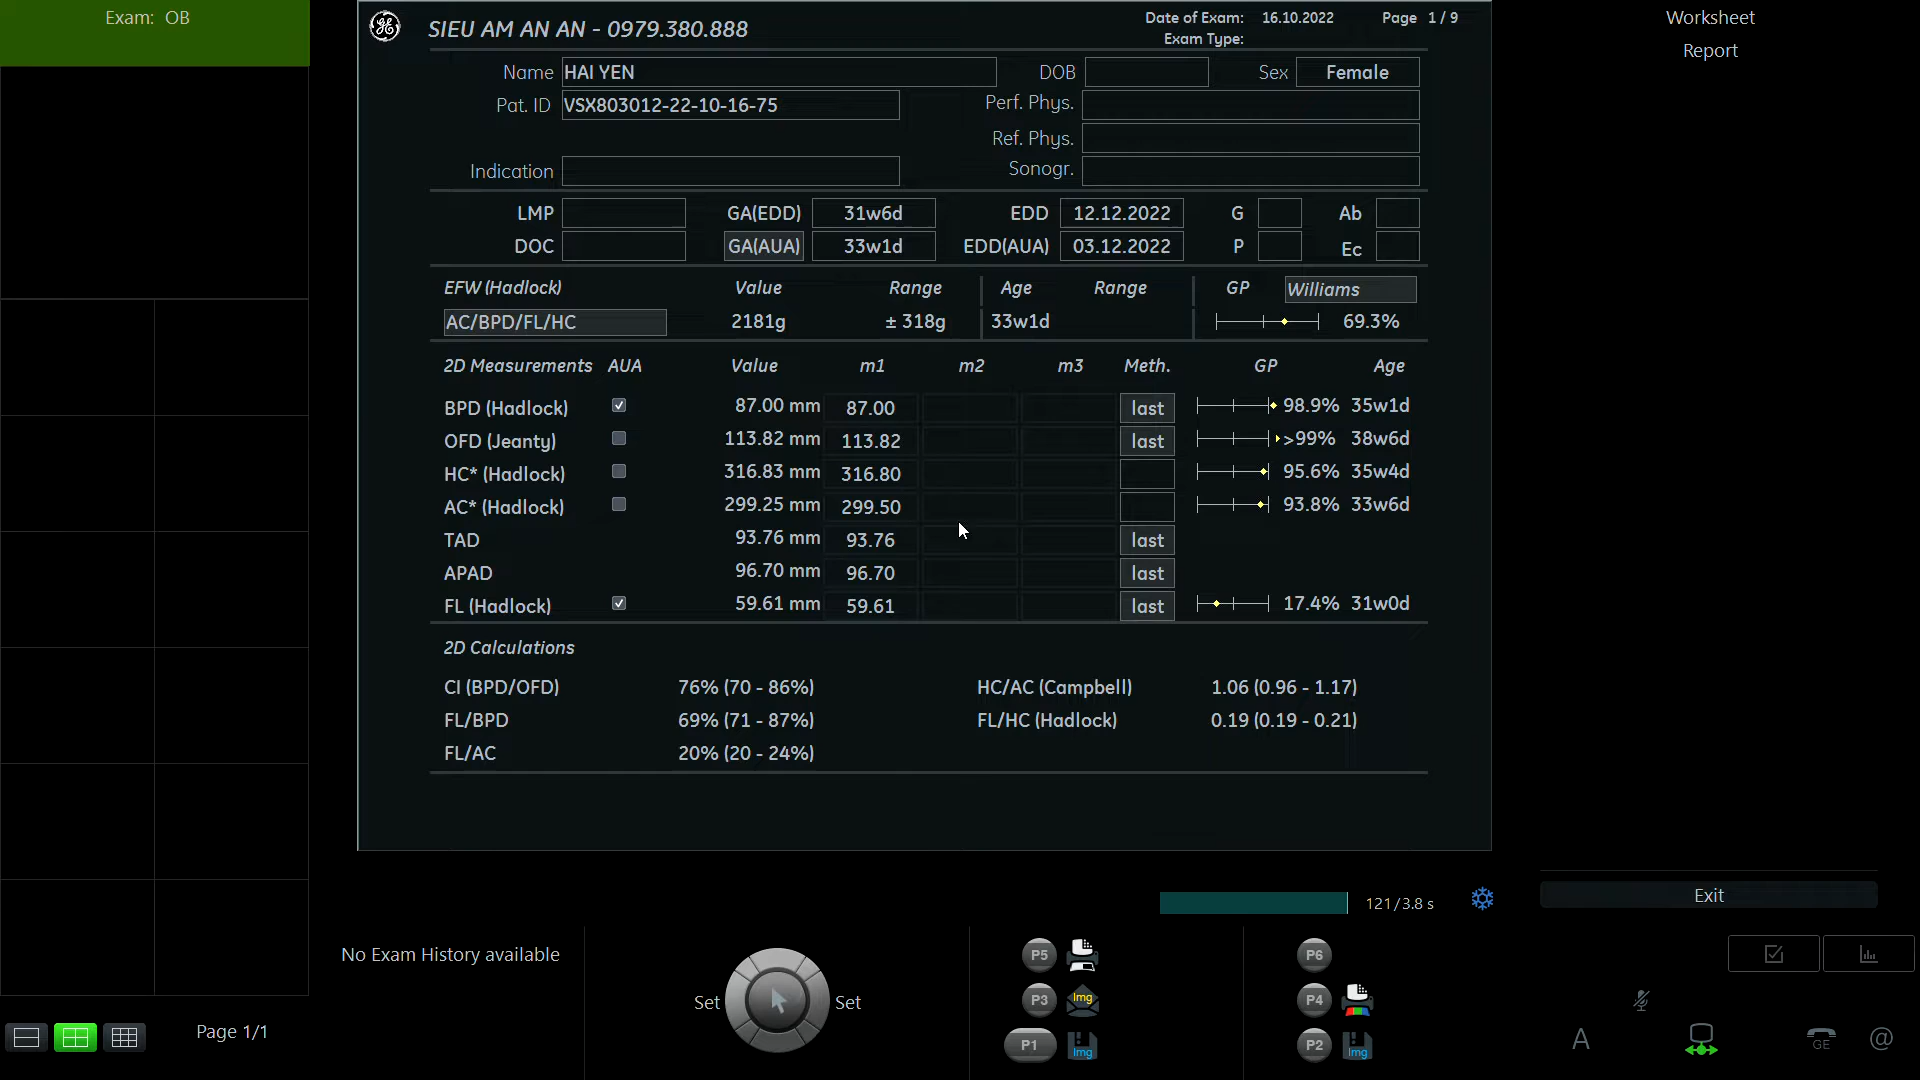 Exam: OB
SIEU AM AN AN - 0979.380.888
Date of Exam: 16.10.2022 Page 1 / 9
Exam Type:
Worksheet
Report
Name HAI YEN DOB Sex Female
Pat. ID VSX803012-22-10-16-75 Perf. Phys.
Ref. Phys.
Indication Sonogr.
LMP GA(EDD) 31w6d EDD 12.12.2022 G Ab
DOC GA(AUA) 33w1d EDD(AUA) 03.12.2022 P Ec
EFW (Hadlock) Value Range Age Range GP Williams
AC/BPD/FL/HC 2181g ± 318g 33w1d 69.3%
2D Measurements AUA Value m1 m2 m3 Meth. GP Age
BPD (Hadlock) 87.00 mm 87.00 last 98.9% 35w1d
OFD (Jeanty) 113.82 mm 113.82 last >99% 38w6d
HC* (Hadlock) 316.83 mm 316.80 95.6% 35w4d
AC* (Hadlock) 299.25 mm 299.50 93.8% 33w6d
TAD 93.76 mm 93.76 last
APAD 96.70 mm 96.70 last
FL (Hadlock) 59.61 mm 59.61 last 17.4% 31w0d
2D Calculations
CI (BPD/OFD) 76% (70 - 86%) HC/AC (Campbell) 1.06 (0.96 - 1.17)
FL/BPD 69% (71 - 87%) FL/HC (Hadlock) 0.19 (0.19 - 0.21)
FL/AC 20% (20 - 24%)
121/3.8 s
Exit
No Exam History available
Set Set
P5 P6
P3 Img P4
P1 Img P2 Img
Page 1/1
A GE @